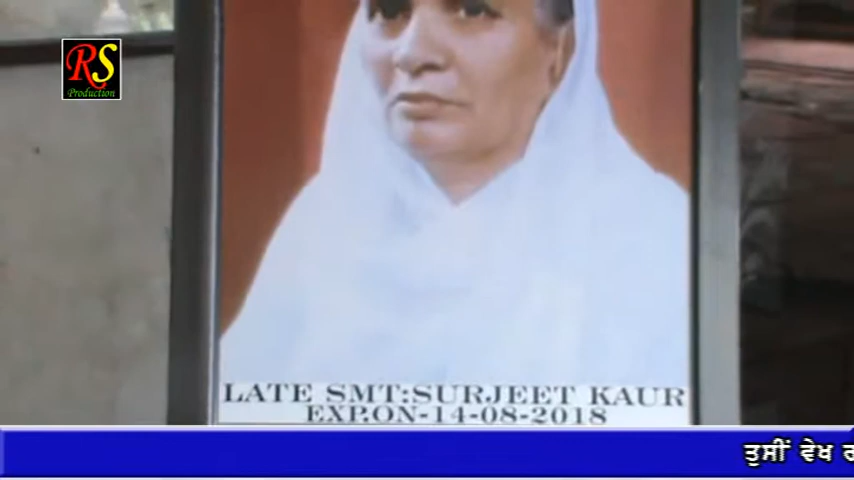 RS
Production
LATE SMT:SURJEET KAUR
EXP.ON-14-08-2018
ਤੁਸੀਂ ਵੇਖ